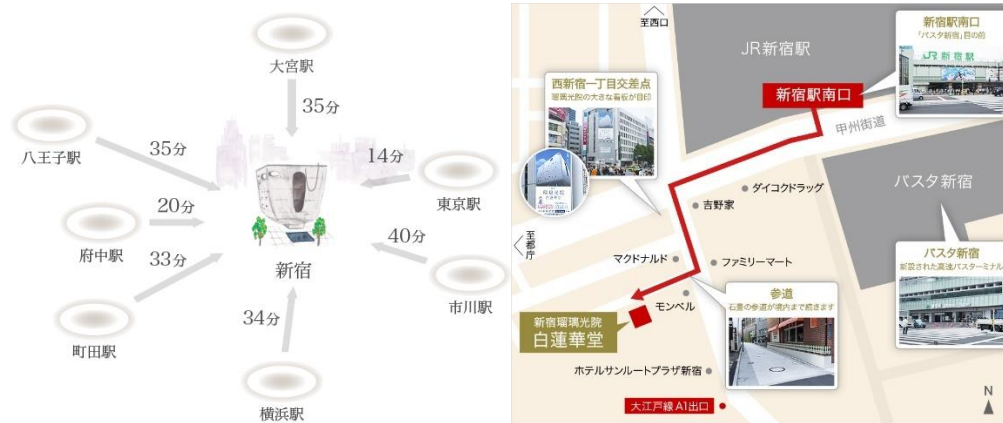 大宮駅
35分
八王子駅
35分
14分
東京駅
20分
府中駅
40分
33分
新宿
市川駅
34分
町田駅
横浜駅
至西口
JR新宿駅
新宿駅南口
「バスタ新宿」目の前
JR新宿駅
西新宿一丁目交差点
瑠璃光院の大きな看板が目印
新宿駅南口
甲州街道
ダイコクドラッグ
バスタ新宿
吉野家
至都庁
マクドナルド
ファミリーマート
バスタ新宿
新設された高速バスターミナル
モンベル
参道
石畳の参道が境内まで続きます
新宿瑠璃光院
白蓮華堂
ホテルサンルートプラザ新宿
大江戸線 A1出口
N